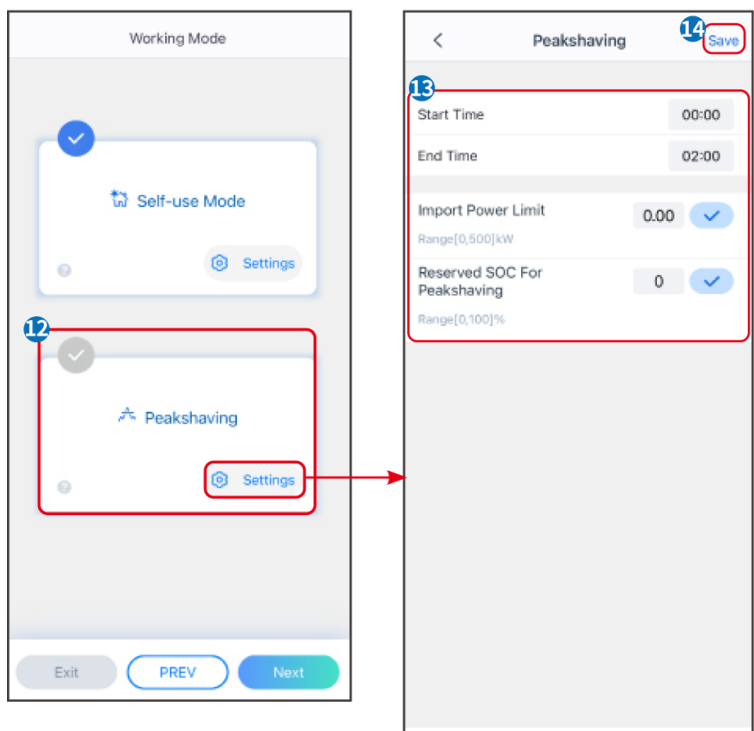 Working Mode
Self-use Mode
?
Settings
12
Peakshaving
?
Settings
Exit
PREV
Next
Peakshaving
14
Save
13
Start Time
00:00
End Time
02:00
Import Power Limit
0.00
Range[0,500]kW
Reserved SOC For
Peakshaving
0
Range[0,100]%